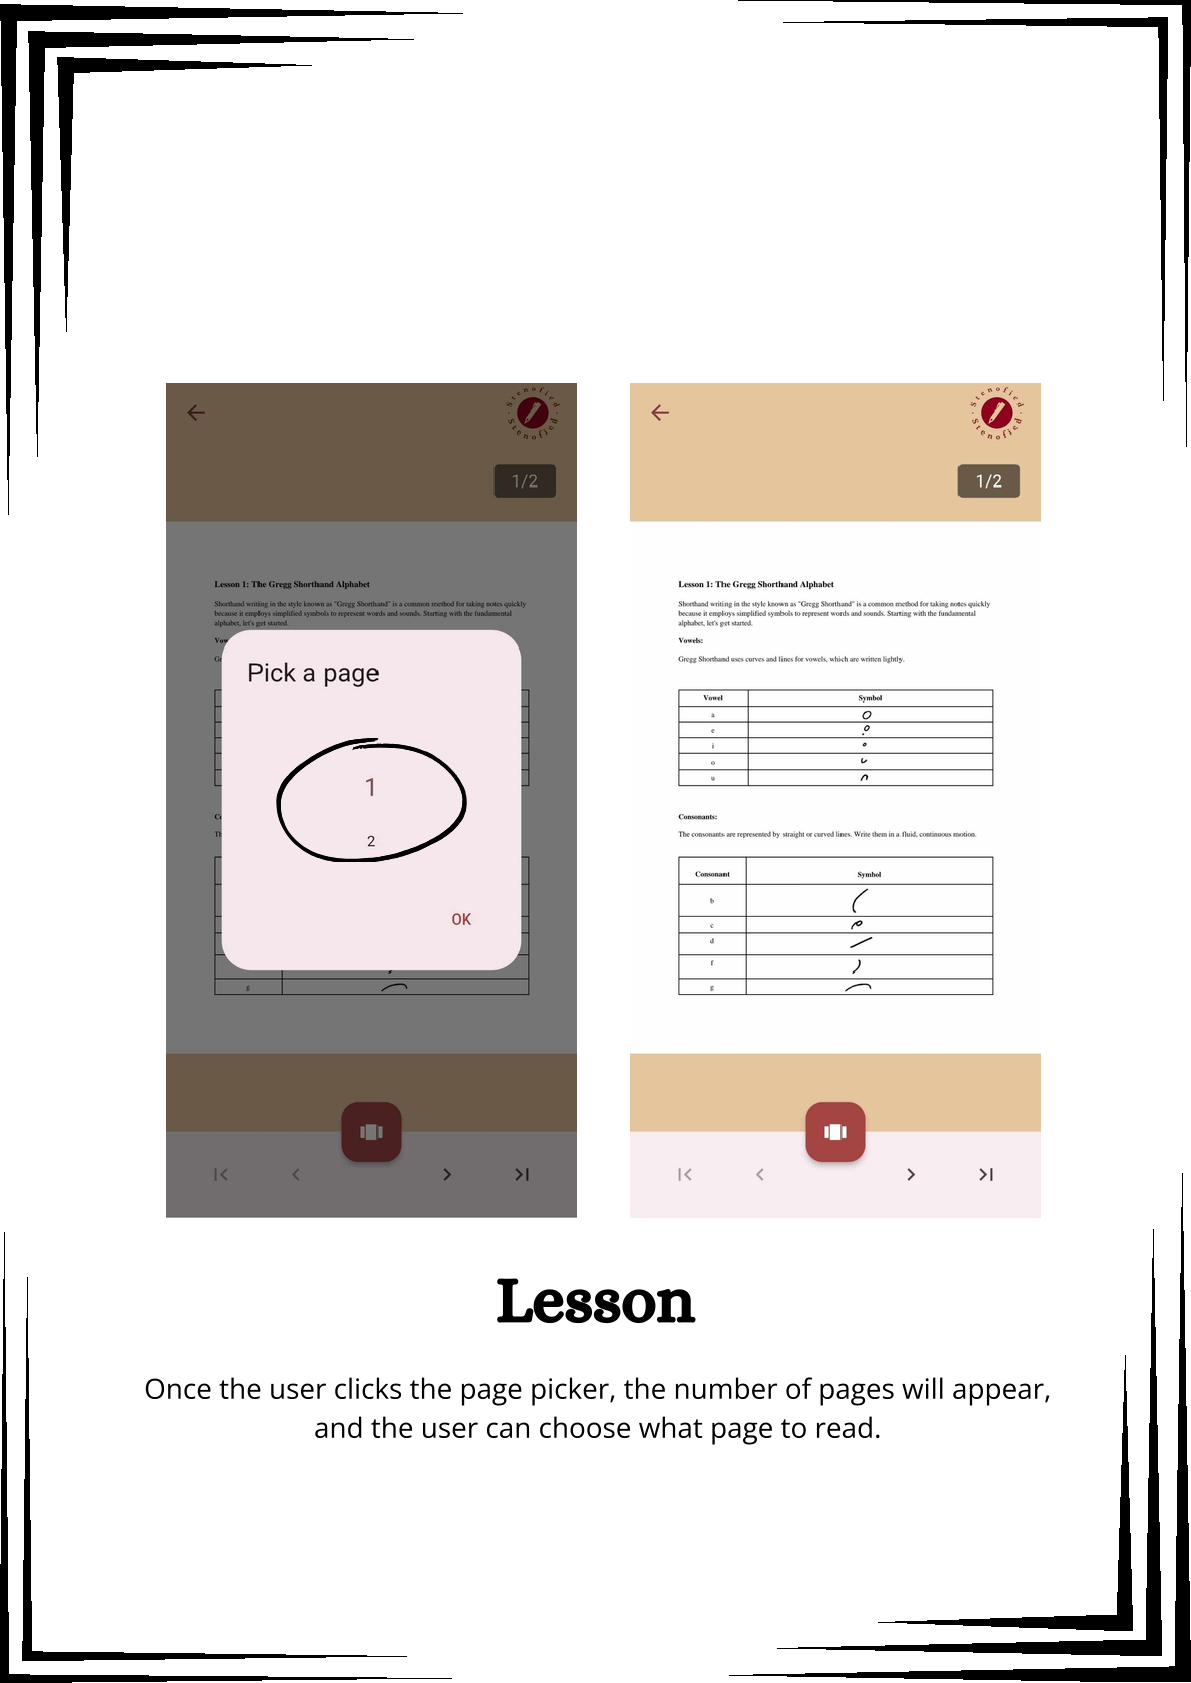 Stenofied · Stenofied ·
1/2
Lesson 1: The Gregg Shorthand Alphabet
Shorthand writing in the style known as "Gregg Shorthand" is a common method for taking notes quickly
because it employs simplified symbols to represent words and sounds. Starting with the fundamental
alphabet, let's get started.
Vow
Gr
Pick a page
1
2
Co
Th
OK
g
Stenofied · Stenofied ·
1/2
Lesson 1: The Gregg Shorthand Alphabet
Shorthand writing in the style known as "Gregg Shorthand" is a common method for taking notes quickly
because it employs simplified symbols to represent words and sounds. Starting with the fundamental
alphabet, let's get started.
Vowels:
Gregg Shorthand uses curves and lines for vowels, which are written lightly.
Vowel Symbol
a
e
i
o
u
Consonants:
The consonants are represented by straight or curved lines. Write them in a fluid, continuous motion.
Consonant Symbol
b
c
d
f
g
Lesson
Once the user clicks the page picker, the number of pages will appear,
and the user can choose what page to read.